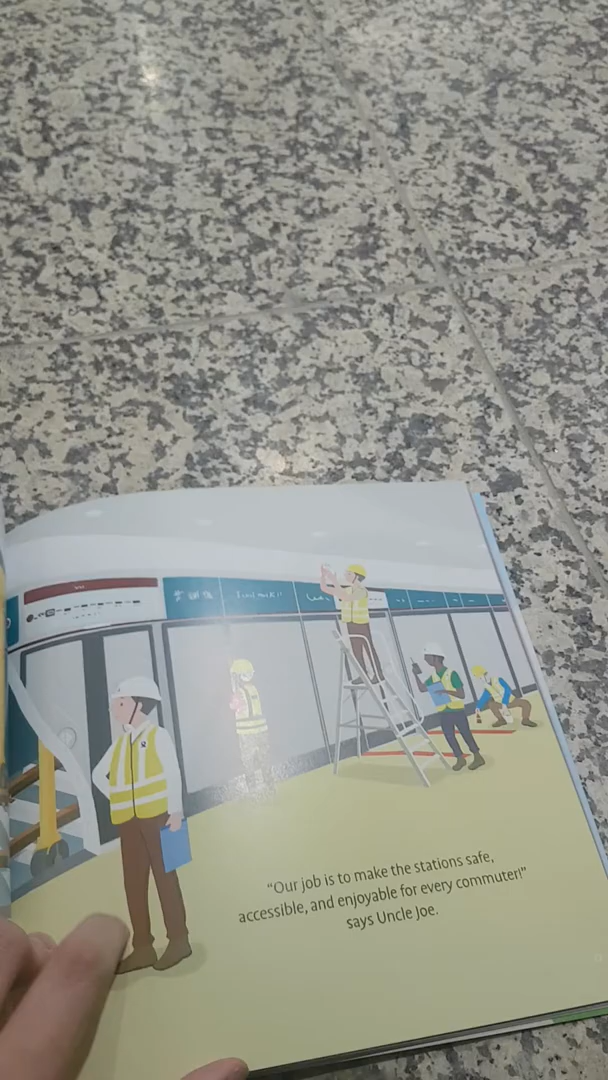 “Our job is to make the stations safe,
accessible, and enjoyable for every commuter!”
says Uncle Joe.